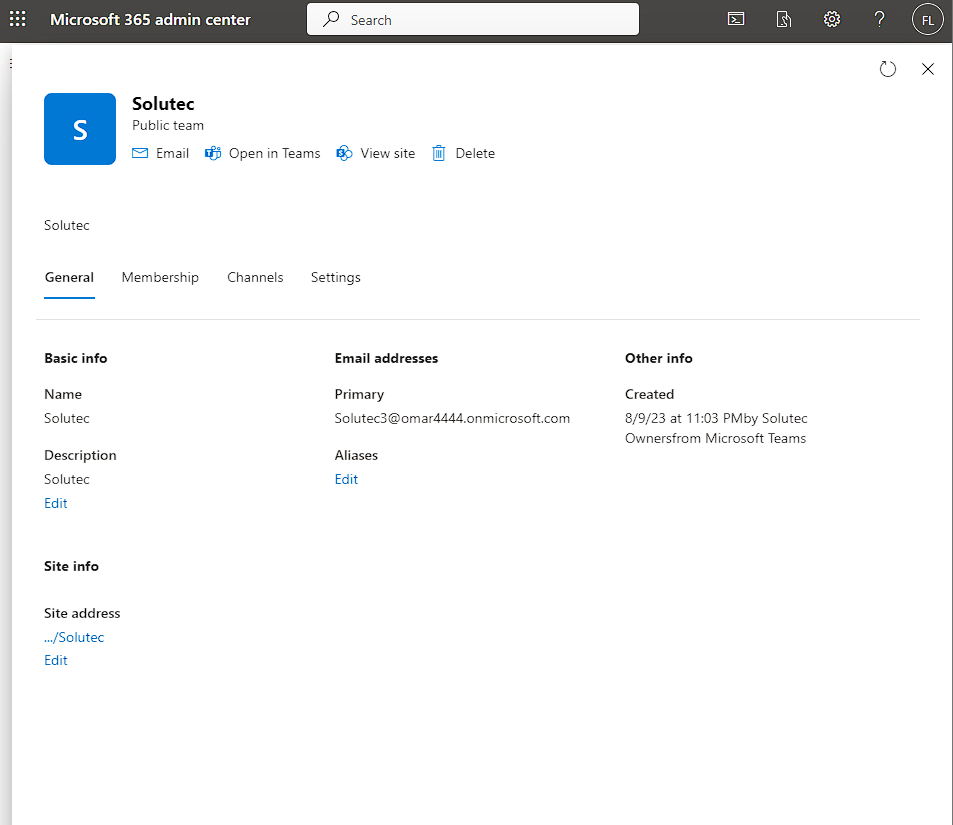 Microsoft 365 admin center
Search
FL
S
Solutec
Public team
Email
Open in Teams
View site
Delete
Solutec
General
Membership
Channels
Settings
Basic info
Name
Solutec
Description
Solutec
Edit
Email addresses
Primary
Solutec3@omar4444.onmicrosoft.com
Aliases
Edit
Other info
Created
8/9/23 at 11:03 PMby Solutec
Ownersfrom Microsoft Teams
Site info
Site address
.../Solutec
Edit